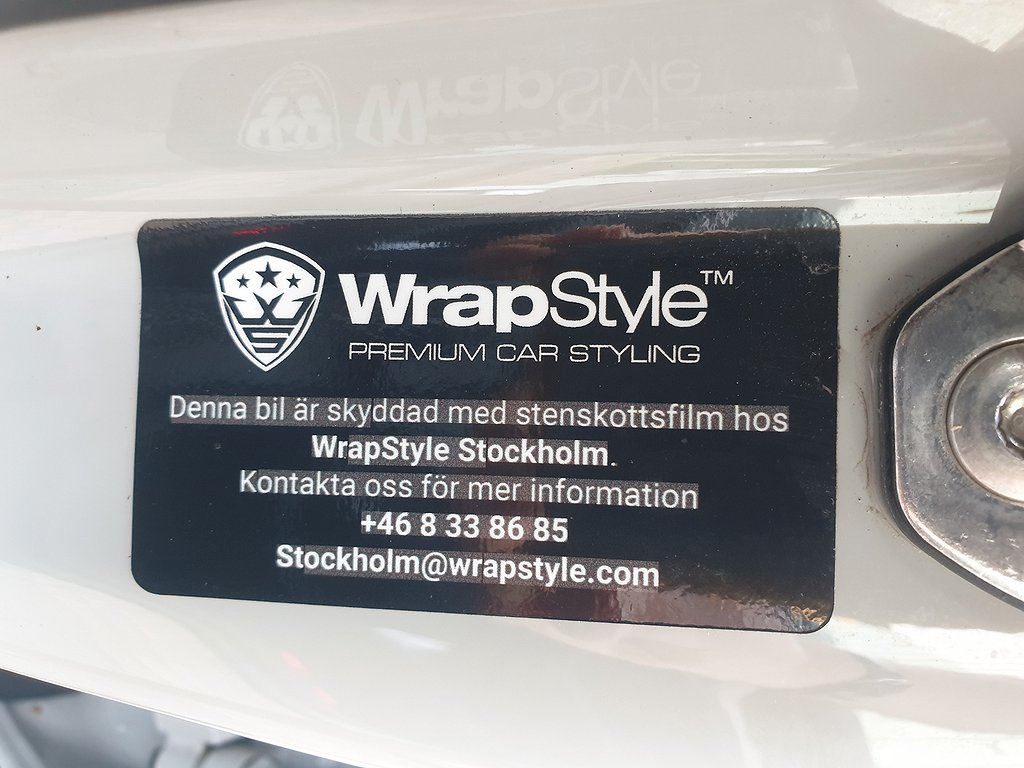 WrapStyle™
PREMIUM CAR STYLING
Denna bil är skyddad med stenskottsfilm hos
WrapStyle Stockholm.
Kontakta oss för mer information
+46 8 33 86 85
Stockholm@wrapstyle.com